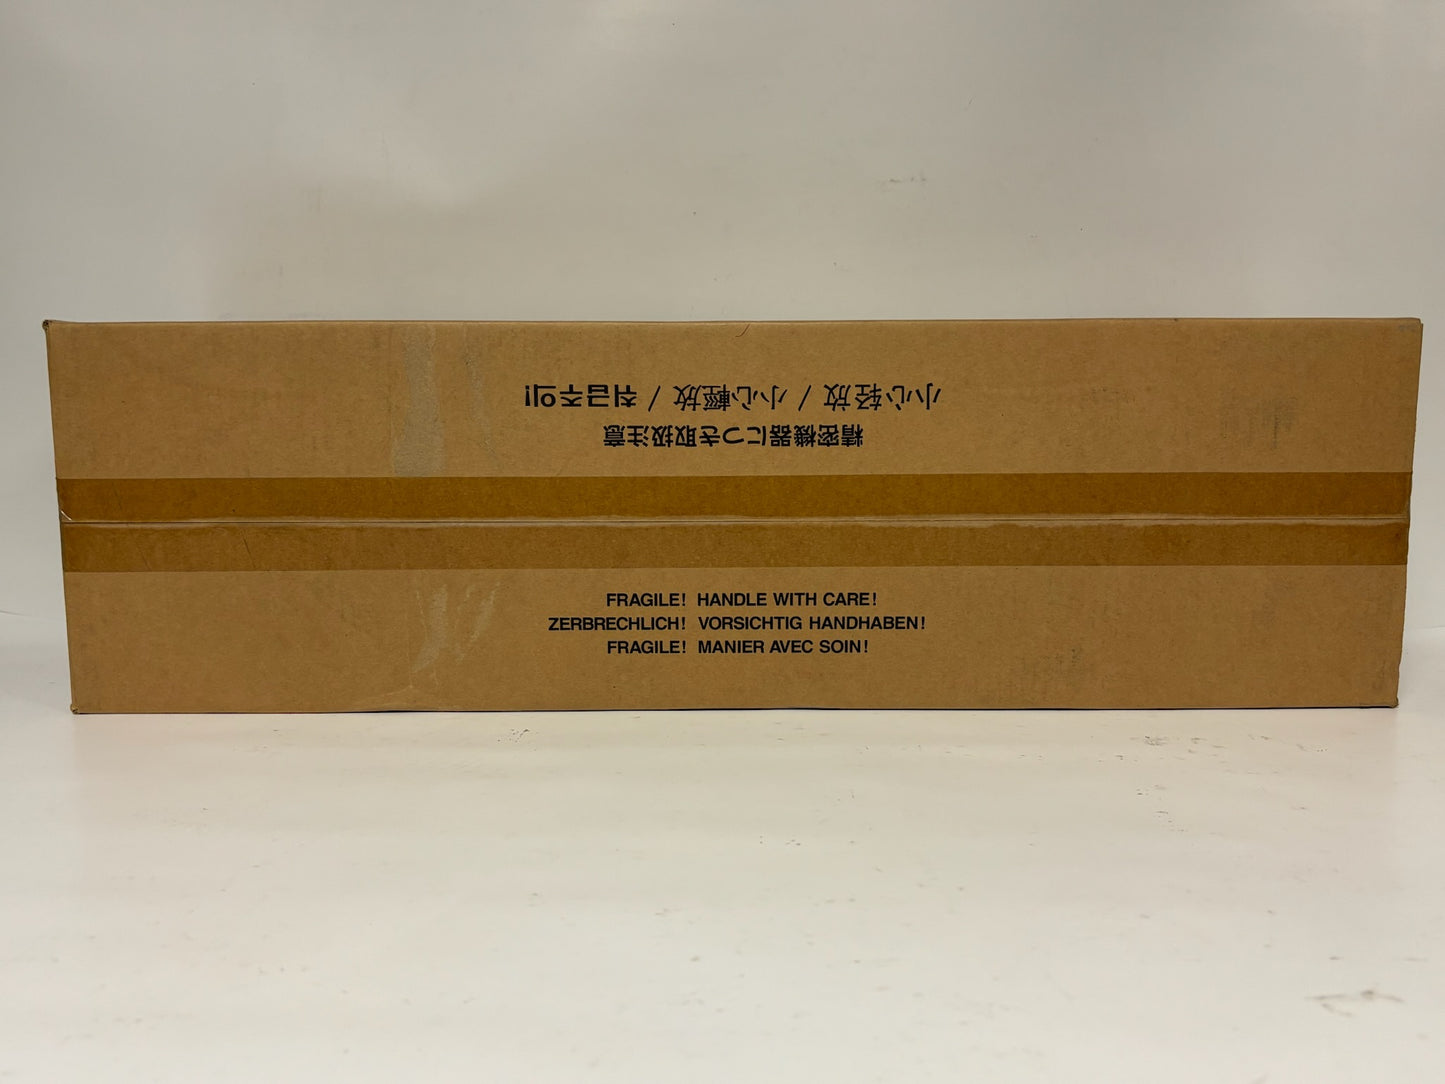 小心轻放 / 小心輕放 / 취급주의!
精密機器につき取扱注意
FRAGILE! HANDLE WITH CARE!
ZERBRECHLICH! VORSICHTIG HANDHABEN!
FRAGILE! MANIER AVEC SOIN!